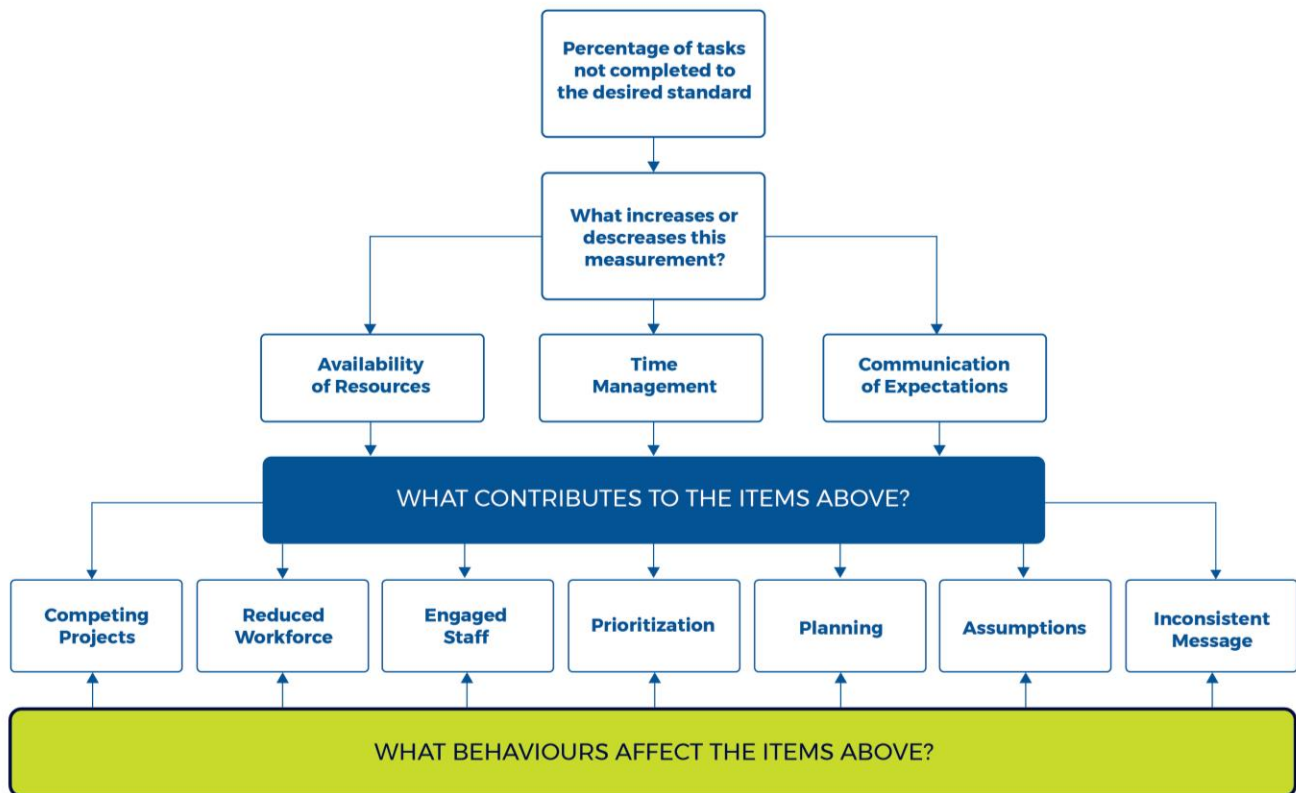 Percentage of tasks
not completed to
the desired standard
What increases or
descreases this
measurement?
Availability
of Resources
Time
Management
Communication
of Expectations
WHAT CONTRIBUTES TO THE ITEMS ABOVE?
Competing
Projects
Reduced
Workforce
Engaged
Staff
Prioritization
Planning
Assumptions
Inconsistent
Message
WHAT BEHAVIOURS AFFECT THE ITEMS ABOVE?